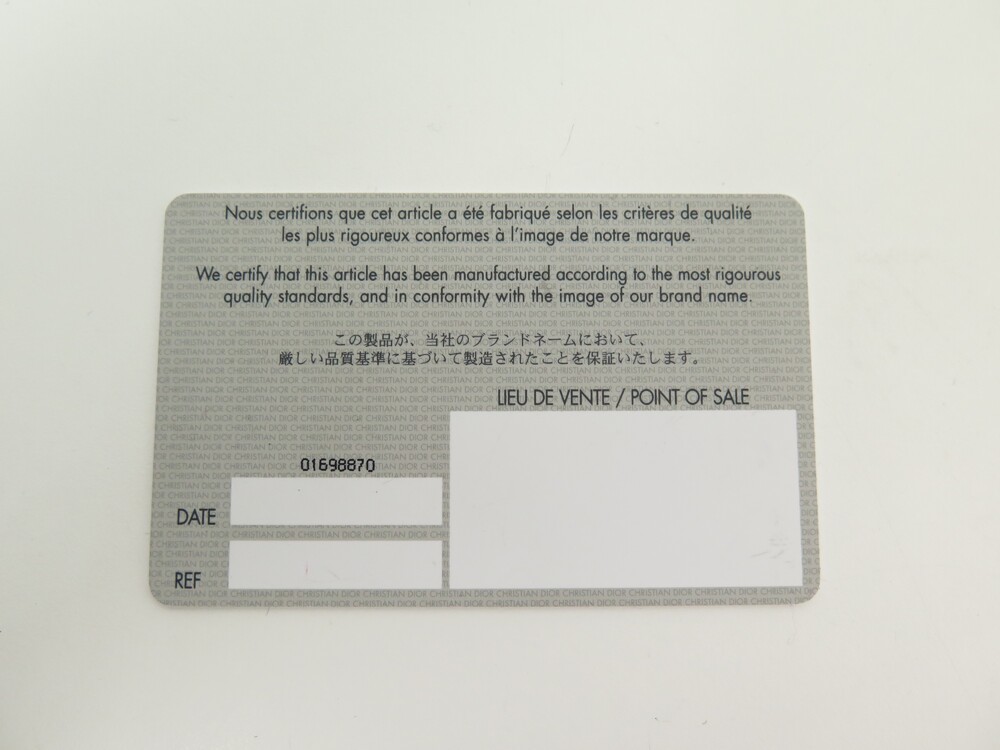 Nous certifions que cet article a été fabriqué selon les critères de qualité
les plus rigoureux conformes à l'image de notre marque.
We certify that this article has been manufactured according to the most rigourous
quality standards, and in conformity with the image of our brand name.
この製品が、当社のブランドネームにおいて、
厳しい品質基準に基づいて製造されたことを保証いたします。
LIEU DE VENTE / POINT OF SALE
01698870
DATE
REF
CHRISTIAN DIOR